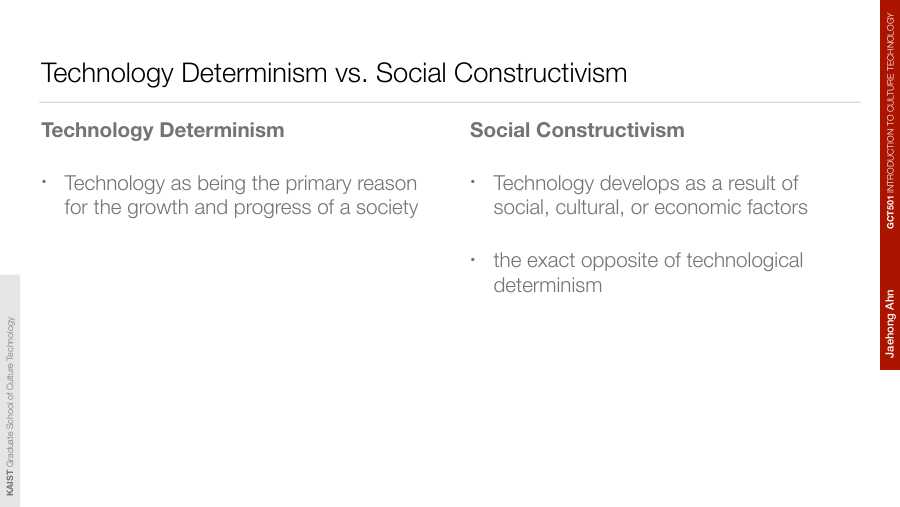 Technology Determinism vs. Social Constructivism
Technology Determinism
• Technology as being the primary reason
for the growth and progress of a society
Social Constructivism
• Technology develops as a result of
social, cultural, or economic factors
• the exact opposite of technological
determinism
GCT501 INTRODUCTION TO CULTURE TECHNOLOGY
Jaehong Ahn
KAIST Graduate School of Culture Technology